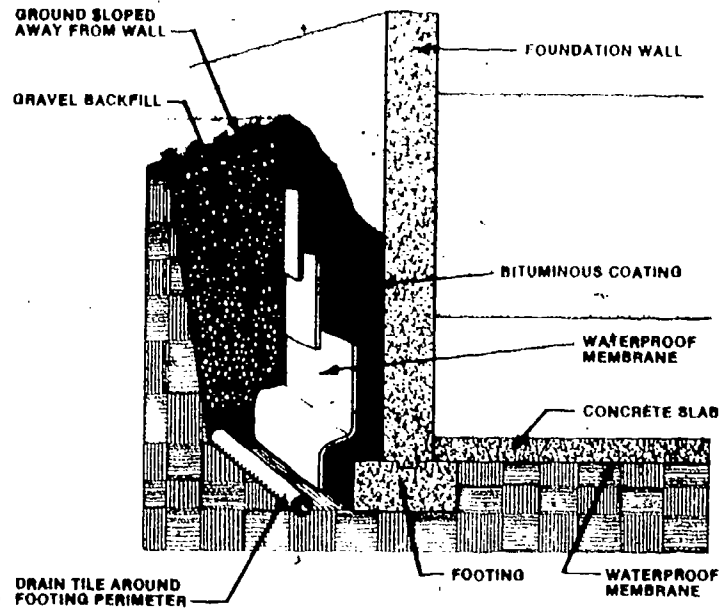 GROUND SLOPED
AWAY FROM WALL
FOUNDATION WALL
GRAVEL BACKFILL
BITUMINOUS COATING
WATERPROOF
MEMBRANE
CONCRETE SLAB
FOOTING
WATERPROOF
MEMBRANE
DRAIN TILE AROUND
FOOTING PERIMETER